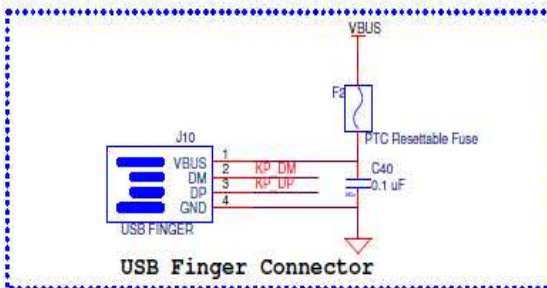 VBUS
F2
PTC Resettable Fuse
J10
VBUS 1
DM 2 KP_DM
DP 3 KP_DP
GND 4
C40
0.1 uF
USB FINGER
USB Finger Connector